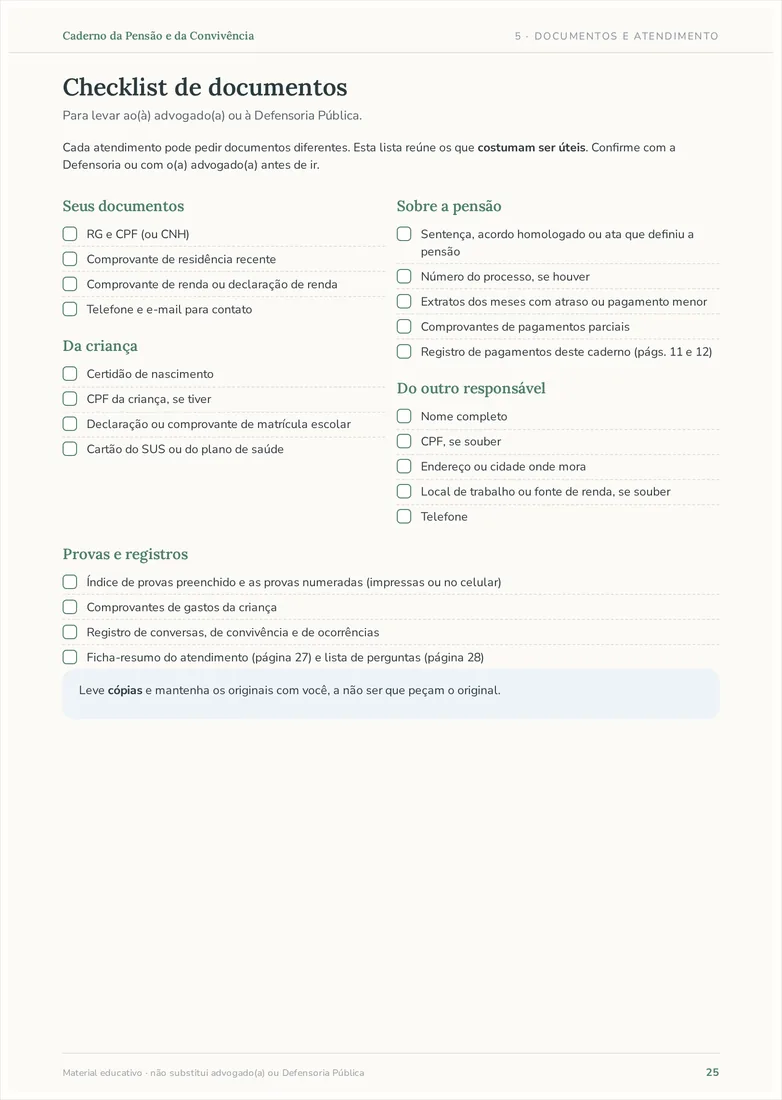 Caderno da Pensão e da Convivência
5 · DOCUMENTOS E ATENDIMENTO
Checklist de documentos
Para levar ao(à) advogado(a) ou à Defensoria Pública.
Cada atendimento pode pedir documentos diferentes. Esta lista reúne os que costumam ser úteis. Confirme com a
Defensoria ou com o(a) advogado(a) antes de ir.
Seus documentos
RG e CPF (ou CNH)
Comprovante de residência recente
Comprovante de renda ou declaração de renda
Telefone e e-mail para contato
Da criança
Certidão de nascimento
CPF da criança, se tiver
Declaração ou comprovante de matrícula escolar
Cartão do SUS ou do plano de saúde
Sobre a pensão
Sentença, acordo homologado ou ata que definiu a
pensão
Número do processo, se houver
Extratos dos meses com atraso ou pagamento menor
Comprovantes de pagamentos parciais
Registro de pagamentos deste caderno (págs. 11 e 12)
Do outro responsável
Nome completo
CPF, se souber
Endereço ou cidade onde mora
Local de trabalho ou fonte de renda, se souber
Telefone
Provas e registros
Índice de provas preenchido e as provas numeradas (impressas ou no celular)
Comprovantes de gastos da criança
Registro de conversas, de convivência e de ocorrências
Ficha-resumo do atendimento (página 27) e lista de perguntas (página 28)
Leve cópias e mantenha os originais com você, a não ser que peçam o original.
Material educativo · não substitui advogado(a) ou Defensoria Pública
25